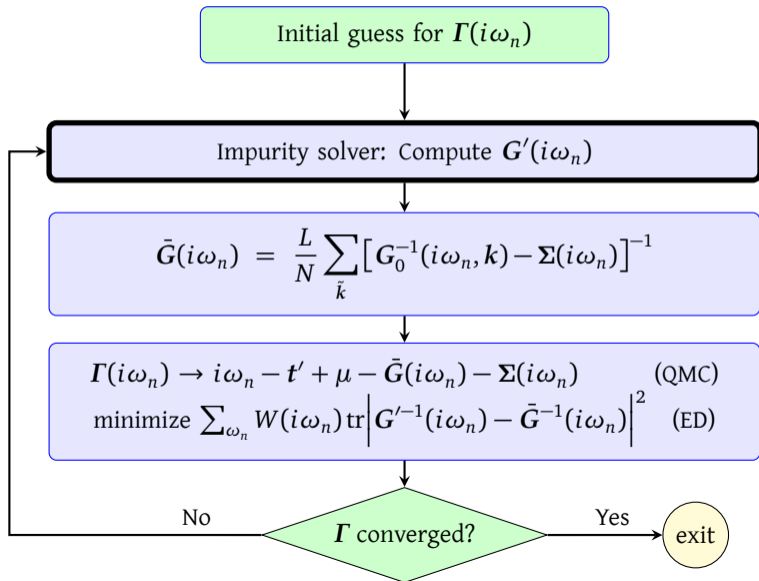 Initial guess for 𝜞(iωₙ)
Impurity solver: Compute 𝑮′(iωₙ)
𝑮̄(iωₙ) = L/N ∑_𝒌̃ [𝑮₀⁻¹(iωₙ, 𝒌) − 𝚺(iωₙ)]⁻¹
𝜞(iωₙ) → iωₙ − 𝒕′ + μ − 𝑮̄(iωₙ) − 𝚺(iωₙ) (QMC)
minimize ∑_ωₙ W(iωₙ) tr|𝑮′⁻¹(iωₙ) − 𝑮̄⁻¹(iωₙ)|² (ED)
No
𝜞 converged?
Yes
exit